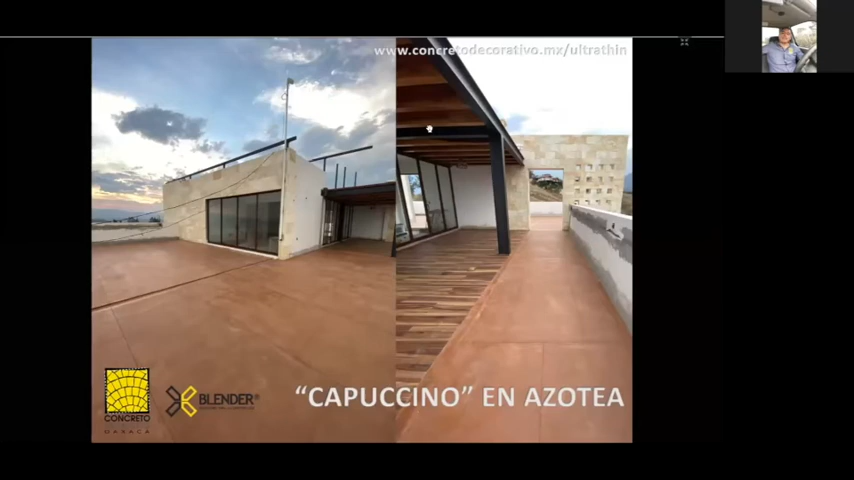 www.concretodecorativo.mx/ultrathin
CONCRETO
OAXACA
BLENDER®
“CAPUCCINO” EN AZOTEA